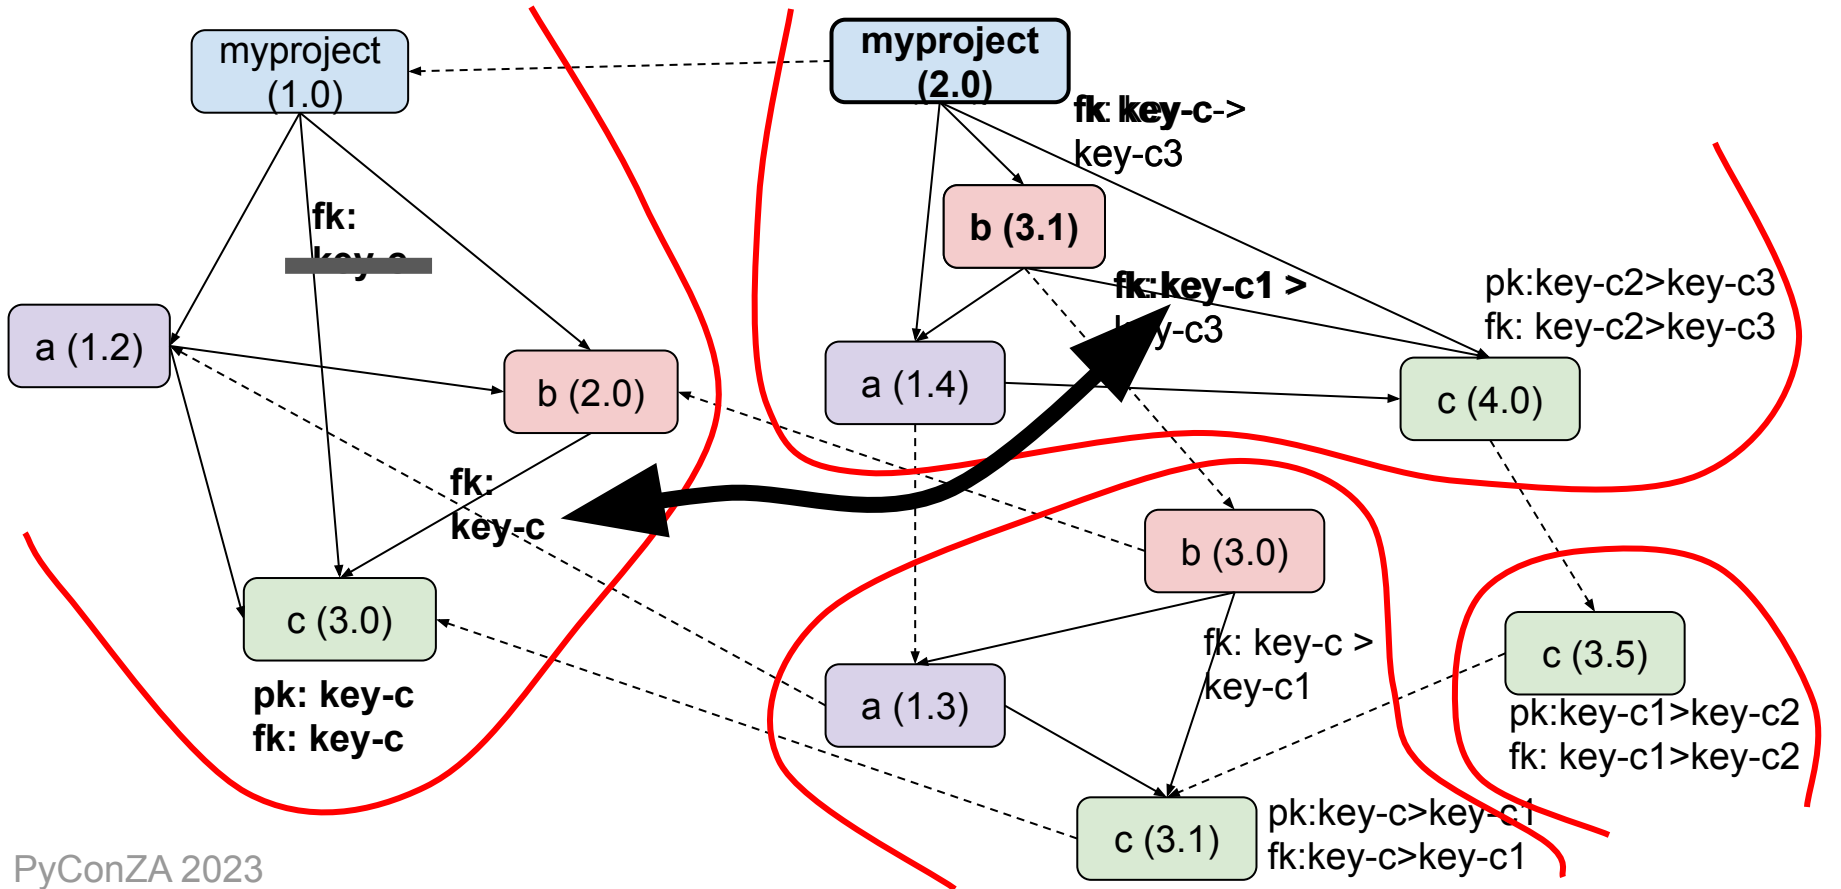 myproject
(1.0)
myproject
(2.0)
fk: key-c->
key-c3
fk:
key-c
b (3.1)
fk:key-c1 >
key-c3
pk:key-c2>key-c3
fk: key-c2>key-c3
a (1.2)
b (2.0)
a (1.4)
c (4.0)
fk:
key-c
b (3.0)
c (3.0)
fk: key-c >
key-c1
c (3.5)
pk: key-c
fk: key-c
a (1.3)
pk:key-c1>key-c2
fk: key-c1>key-c2
c (3.1)
pk:key-c>key-c1
fk:key-c>key-c1
PyConZA 2023